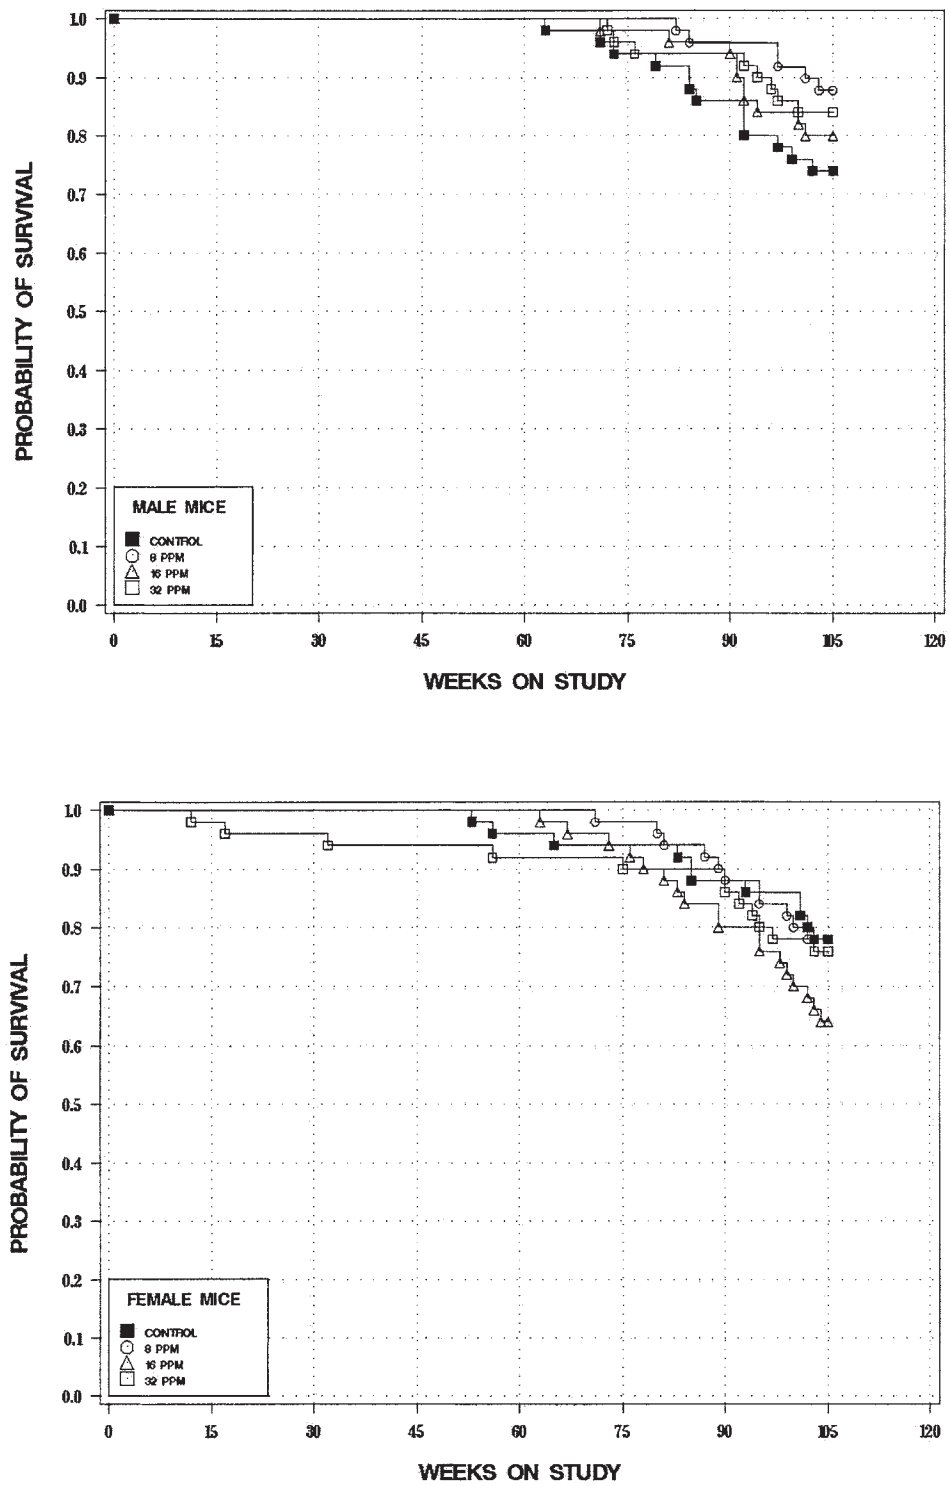 1.0
0.9
0.8
0.7
0.6
0.5
0.4
0.3
0.2
0.1
0.0
PROBABILITY OF SURVIVAL
MALE MICE
CONTROL
8 PPM
16 PPM
32 PPM
0 15 30 45 60 75 90 105 120
WEEKS ON STUDY
1.0
0.9
0.8
0.7
0.6
0.5
0.4
0.3
0.2
0.1
0.0
PROBABILITY OF SURVIVAL
FEMALE MICE
CONTROL
8 PPM
16 PPM
32 PPM
0 15 30 45 60 75 90 105 120
WEEKS ON STUDY